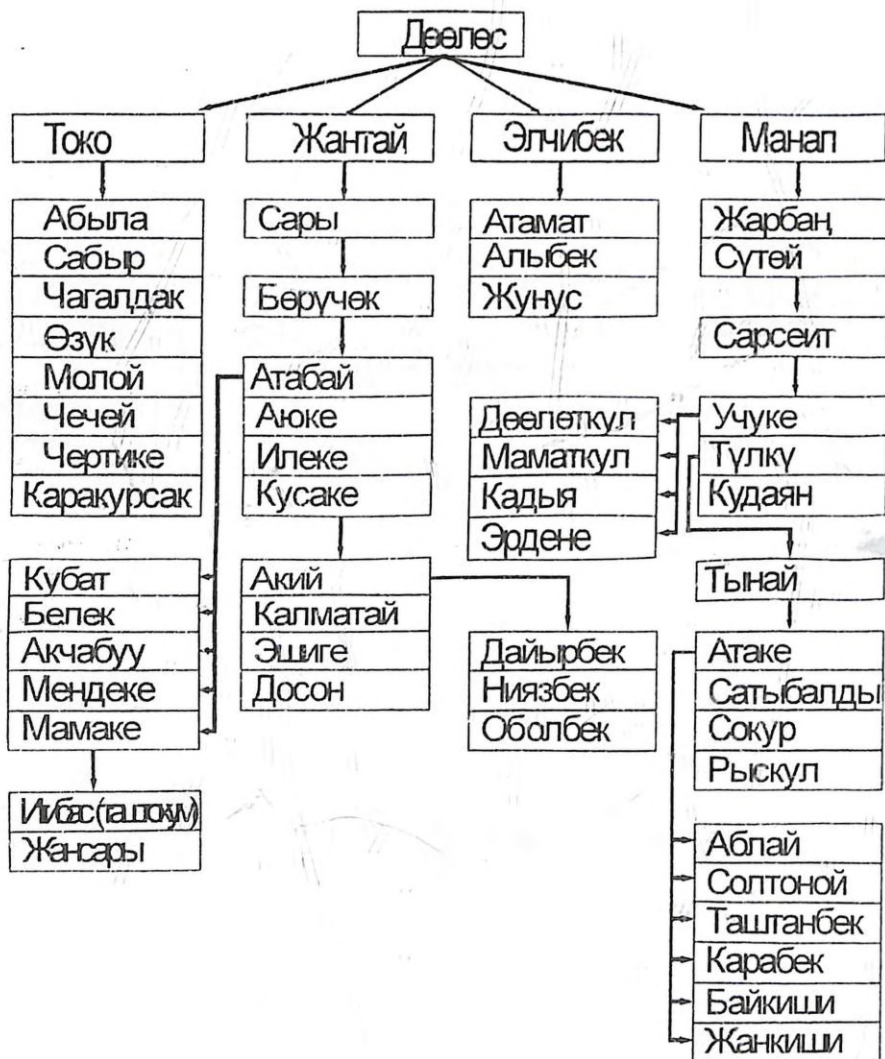 Дөөлөс
Токо
Жантай
Элчибек
Манап
Абыла
Сабыр
Чагалдак
Өзүк
Молой
Чечей
Чертике
Каракурсак
Сары
Бөрүчөк
Атабай
Аюке
Илеке
Кусаке
Атамат
Алыбек
Жунус
Жарбаң
Сүтөй
Сарсеит
Учуке
Түлкү
Кудаян
Дөөлөткул
Маматкул
Кадыя
Эрдене
Тынай
Кубат
Белек
Акчабуу
Мендеке
Мамаке
Акий
Калматай
Эшиге
Досон
Дайырбек
Ниязбек
Оболбек
Атаке
Сатыбалды
Сокур
Рыскул
Жансары
Аблай
Солтоной
Таштанбек
Карабек
Байкиши
Жанкиши